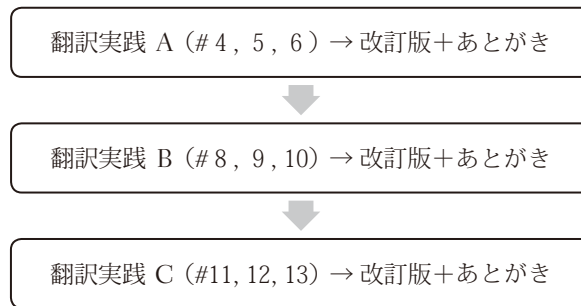 翻訳実践 A(#4, 5, 6)→改訂版+あとがき
翻訳実践 B(#8, 9, 10)→改訂版+あとがき
翻訳実践 C(#11, 12, 13)→改訂版+あとがき